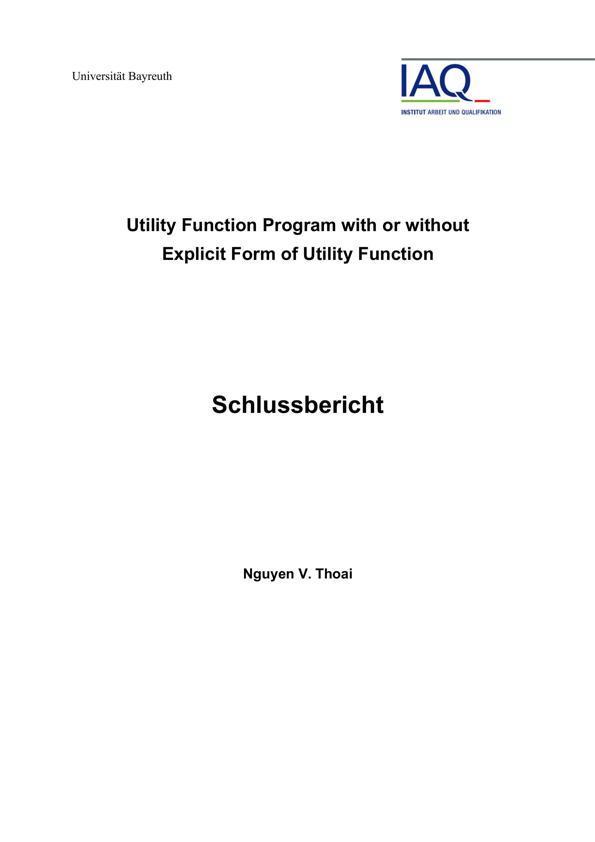 Universität Bayreuth
IAQ
INSTITUT ARBEIT UND QUALIFIKATION
Utility Function Program with or without
Explicit Form of Utility Function
Schlussbericht
Nguyen V. Thoai